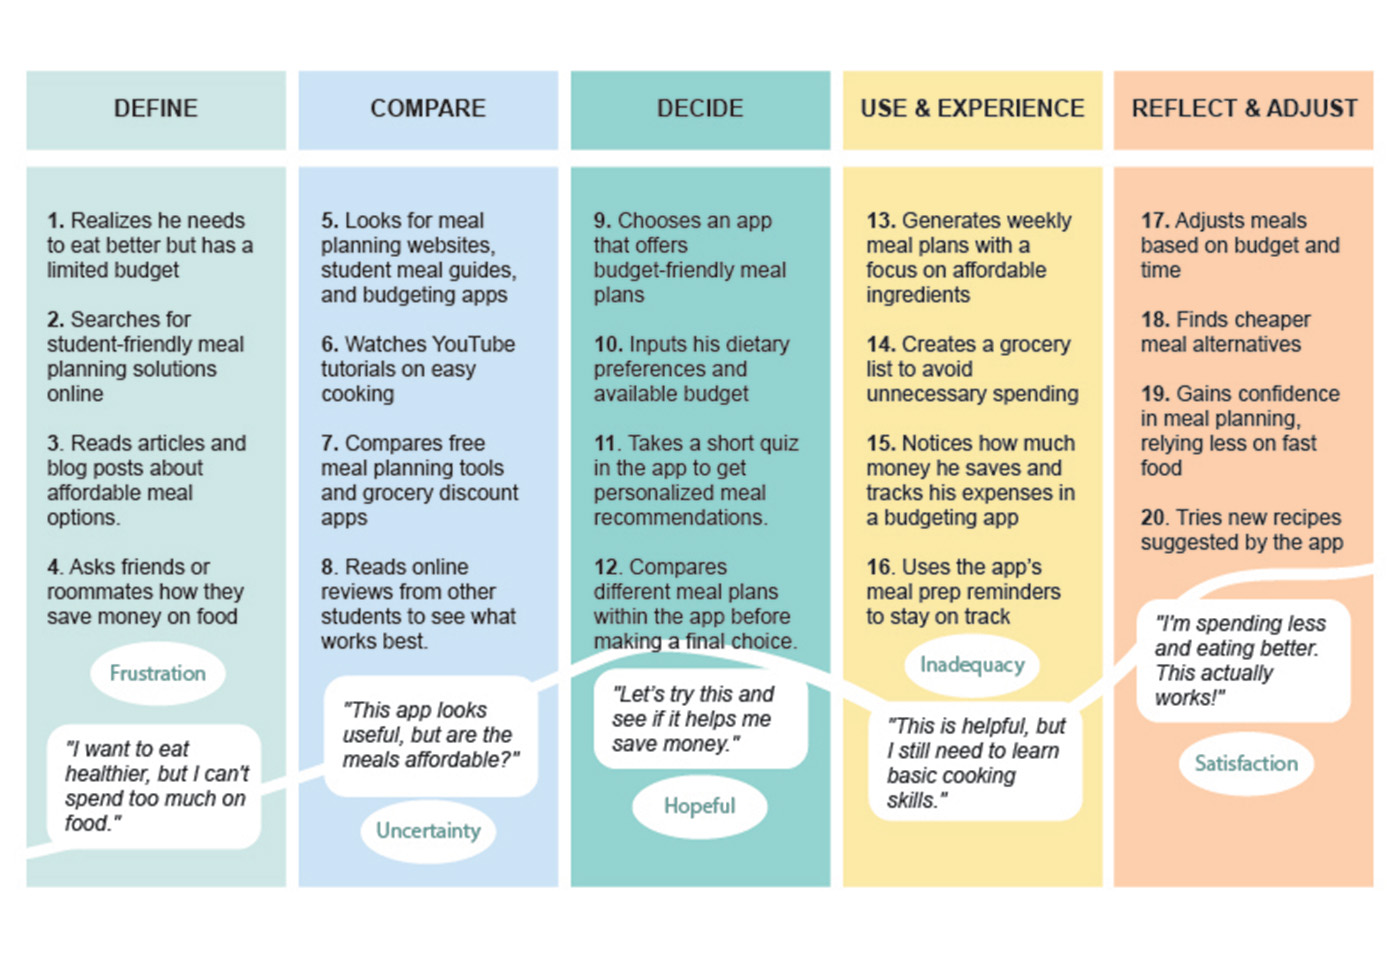 DEFINE
COMPARE
DECIDE
USE & EXPERIENCE
REFLECT & ADJUST
1. Realizes he needs
to eat better but has a
limited budget
2. Searches for
student-friendly meal
planning solutions
online
3. Reads articles and
blog posts about
affordable meal
options.
4. Asks friends or
roommates how they
save money on food
Frustration
"I want to eat
healthier, but I can't
spend too much on
food."
5. Looks for meal
planning websites,
student meal guides,
and budgeting apps
6. Watches YouTube
tutorials on easy
cooking
7. Compares free
meal planning tools
and grocery discount
apps
8. Reads online
reviews from other
students to see what
works best.
"This app looks
useful, but are the
meals affordable?"
Uncertainty
9. Chooses an app
that offers
budget-friendly meal
plans
10. Inputs his dietary
preferences and
available budget
11. Takes a short quiz
in the app to get
personalized meal
recommendations.
12. Compares
different meal plans
within the app before
making a final choice.
"Let's try this and
see if it helps me
save money."
Hopeful
13. Generates weekly
meal plans with a
focus on affordable
ingredients
14. Creates a grocery
list to avoid
unnecessary spending
15. Notices how much
money he saves and
tracks his expenses in
a budgeting app
16. Uses the app's
meal prep reminders
to stay on track
Inadequacy
"This is helpful, but
I still need to learn
basic cooking
skills."
17. Adjusts meals
based on budget and
time
18. Finds cheaper
meal alternatives
19. Gains confidence
in meal planning,
relying less on fast
food
20. Tries new recipes
suggested by the app
"I'm spending less
and eating better.
This actually
works!"
Satisfaction